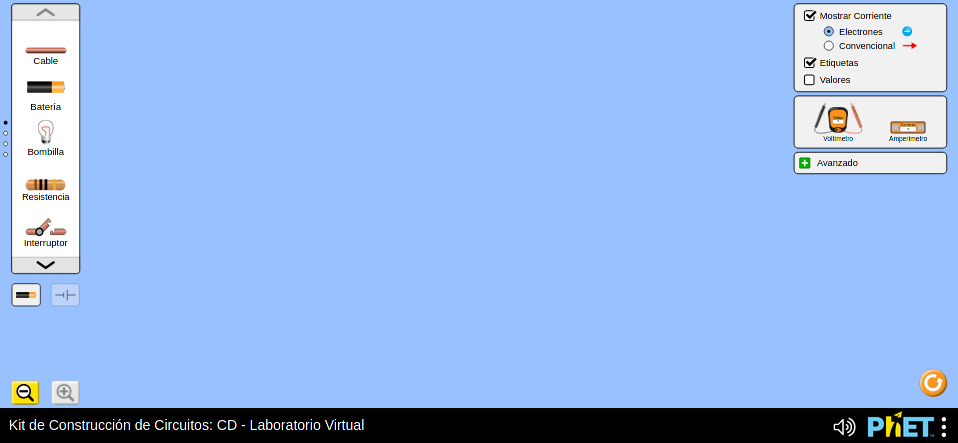 Cable
Batería
Bombilla
Resistencia
Interruptor
Mostrar Corriente
Electrones
Convencional
Etiquetas
Valores
Voltímetro
Amperímetro
Avanzado
Kit de Construcción de Circuitos: CD - Laboratorio Virtual
PhET